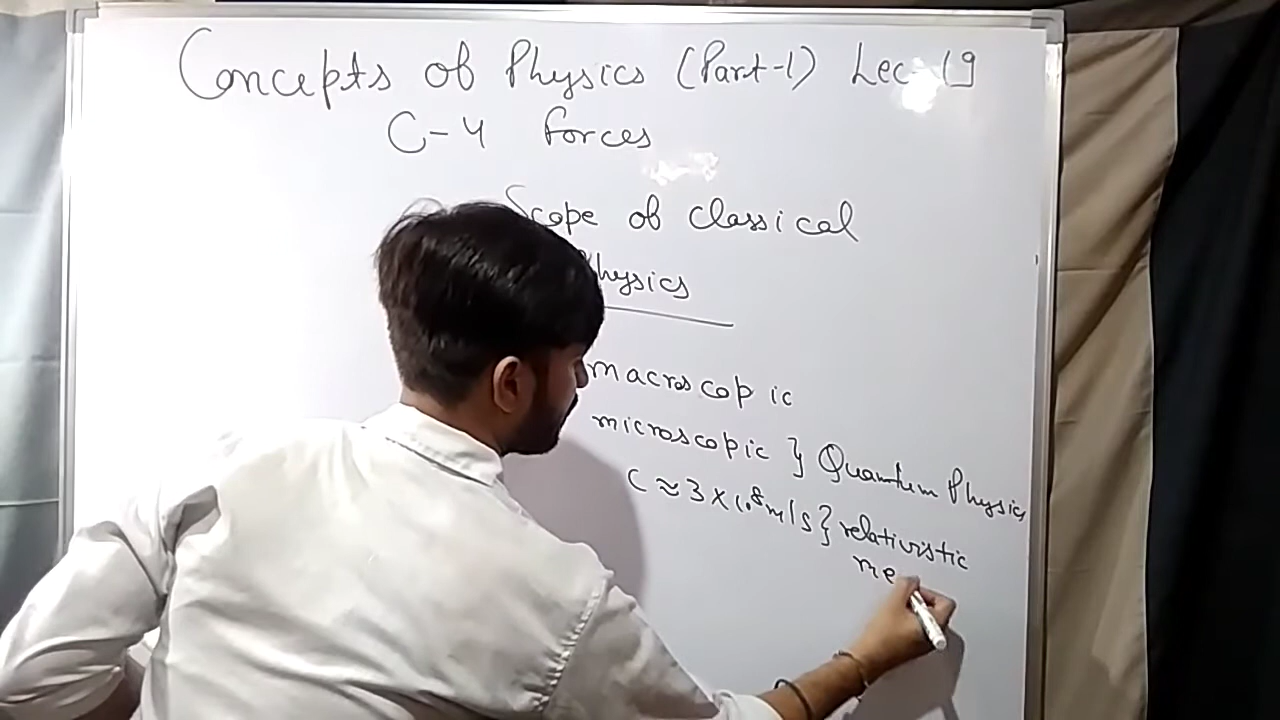 Concepts of Physics (Part-1) Lec-19
C-4 Forces
Scope of Classical
Physics
macroscopic
microscopic } Quantum Physics
C ≈ 3 × 10⁸ m/s } relativistic
me